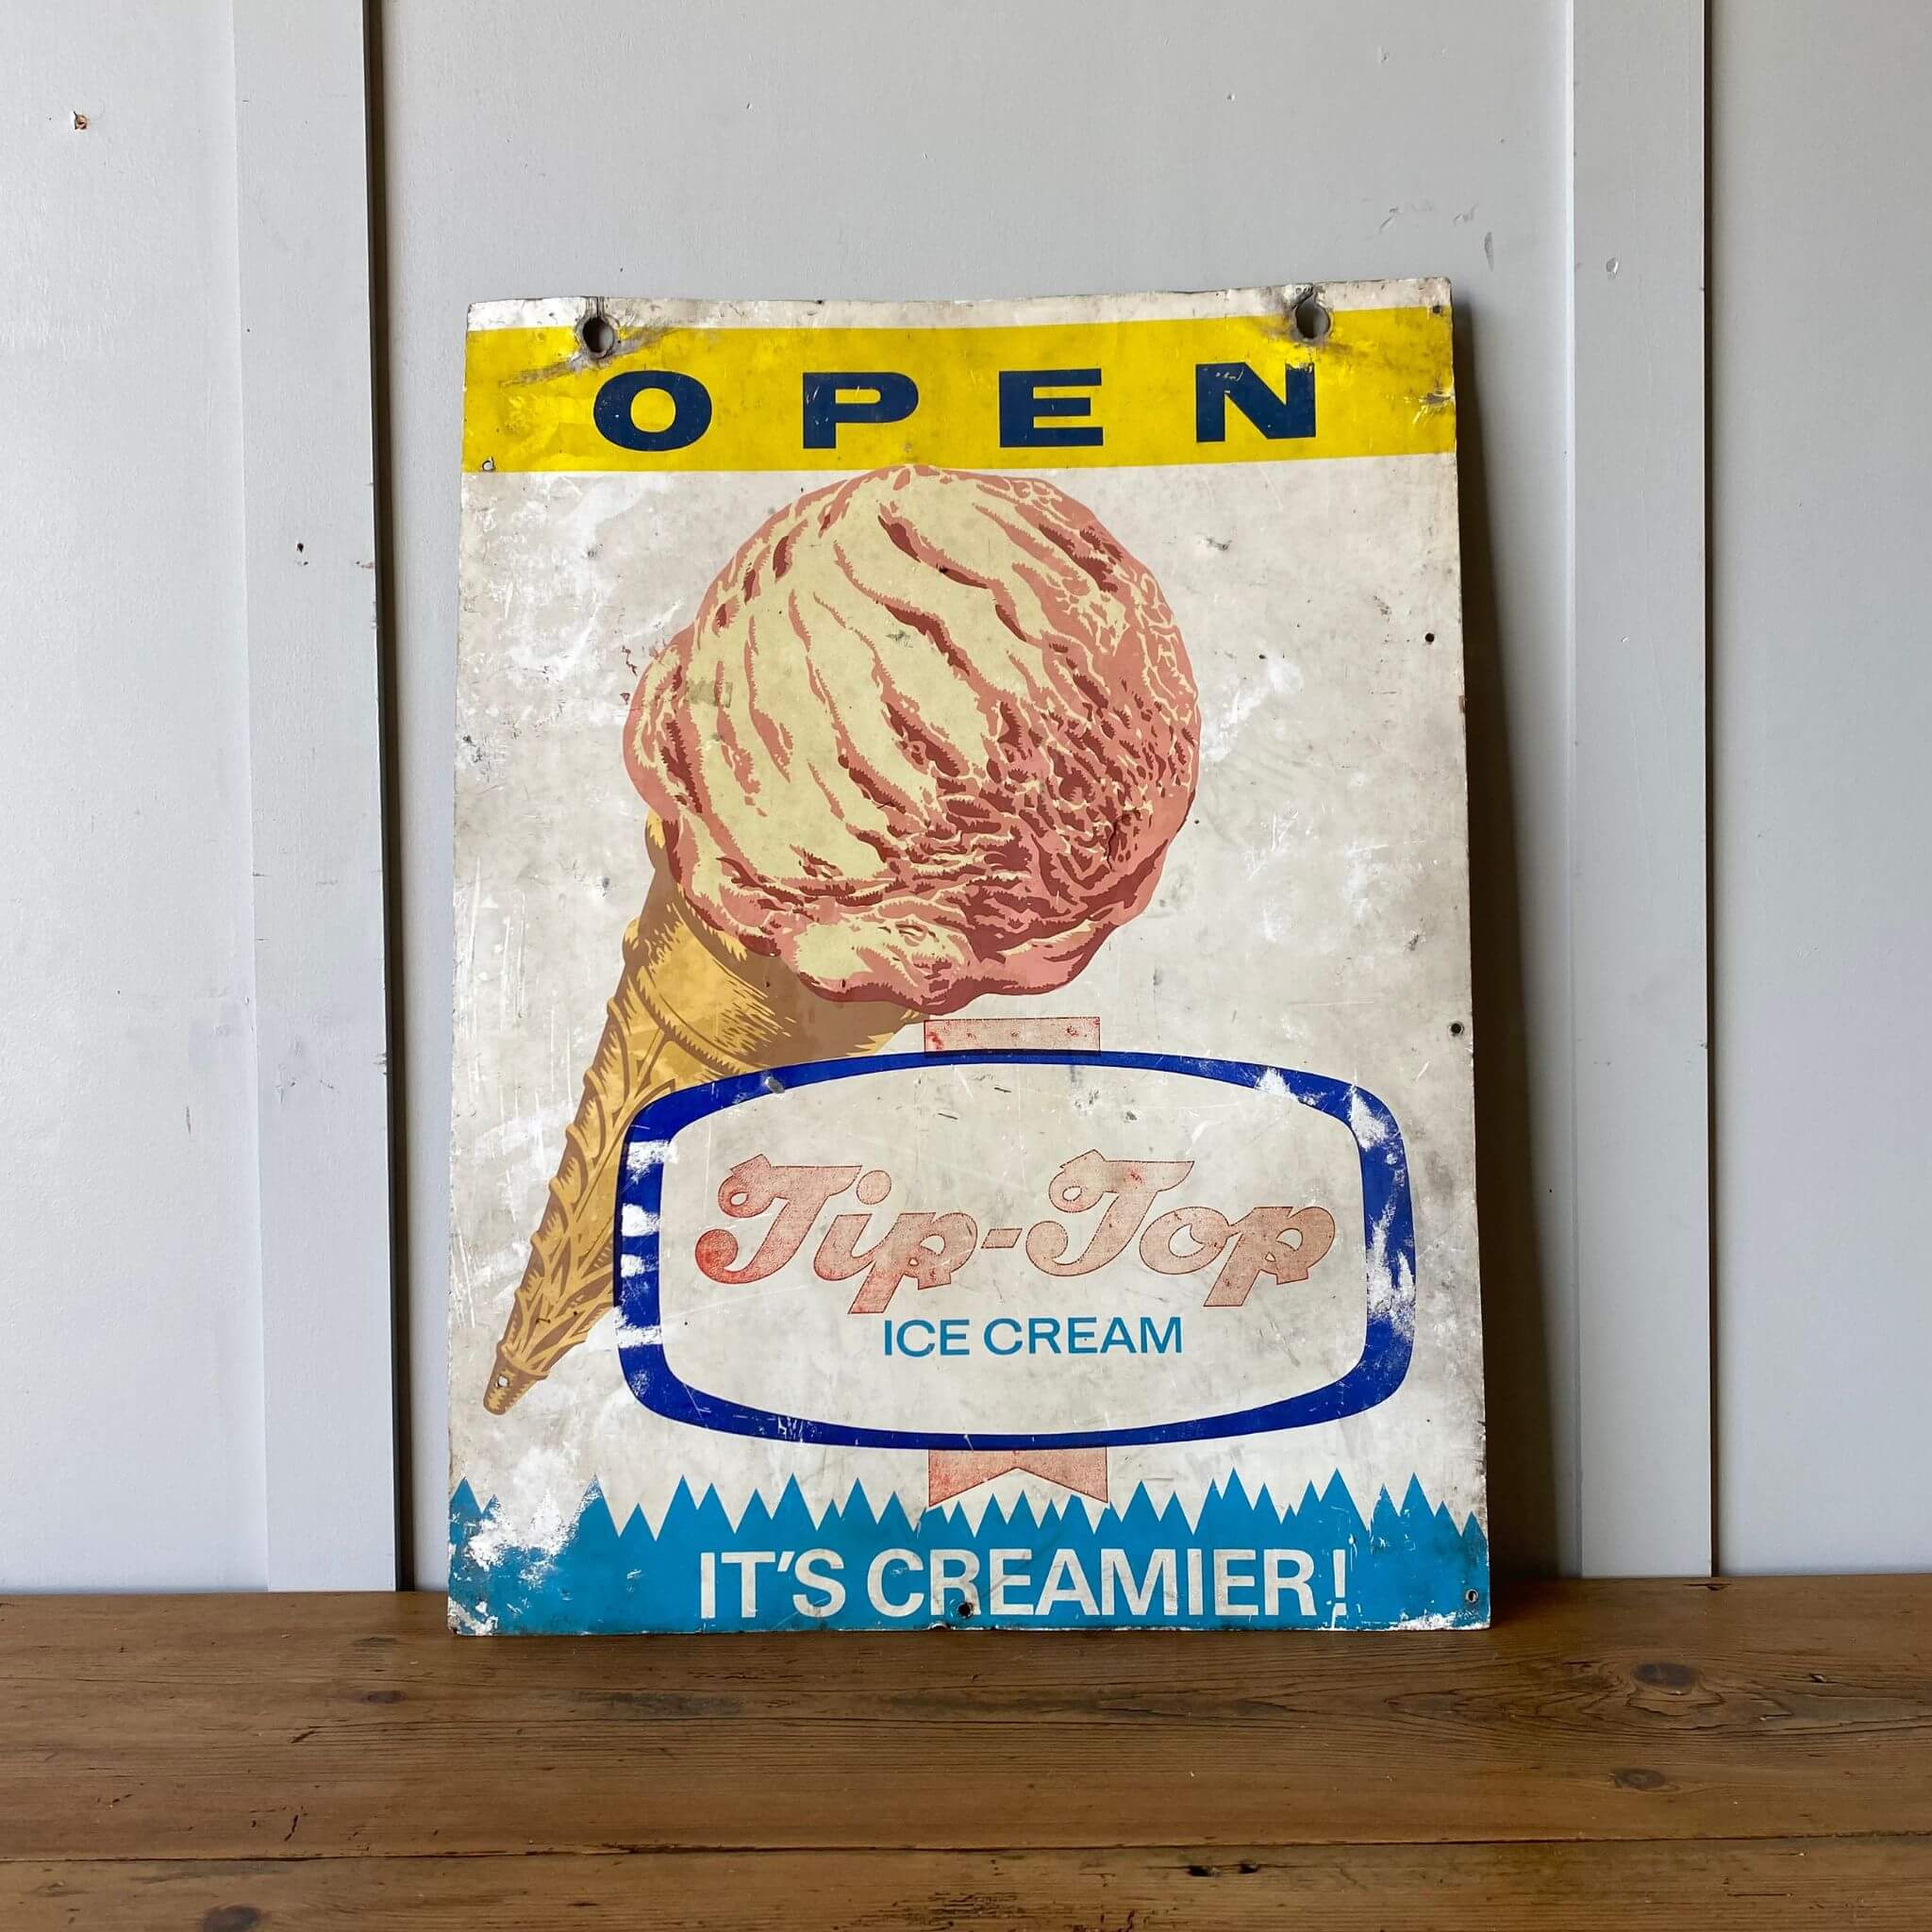 OPEN
Tip-Top
ICE CREAM
IT'S CREAMIER!